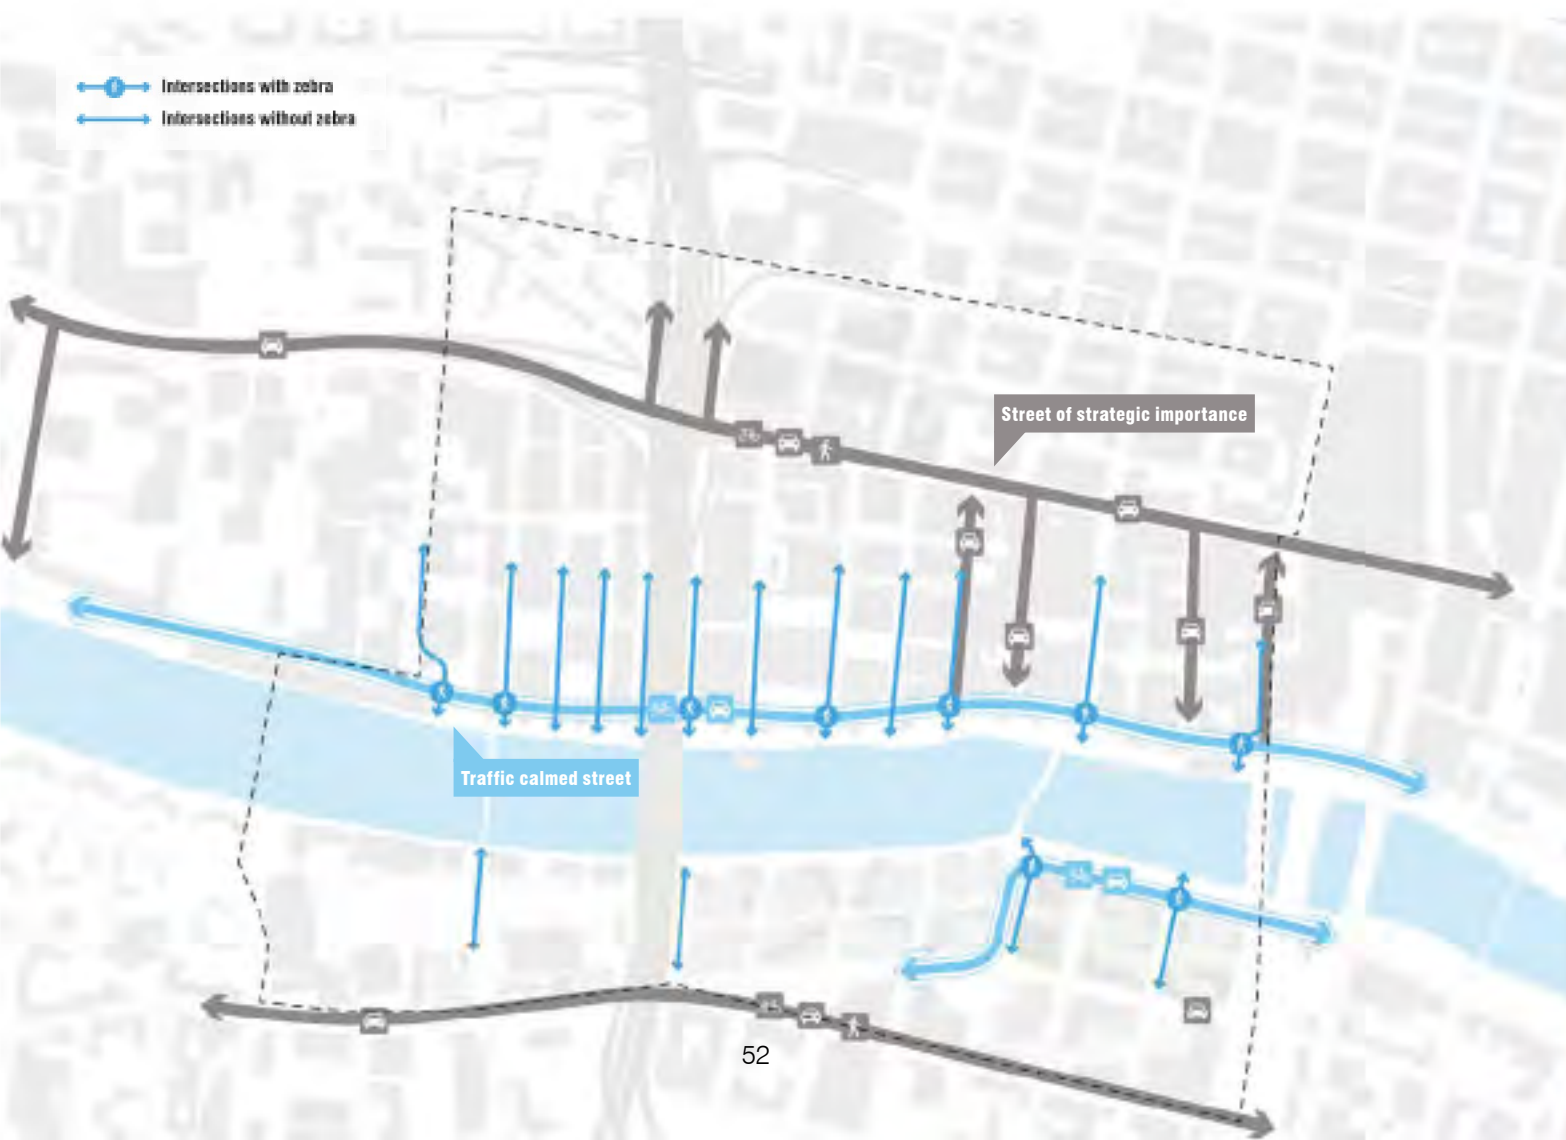 Intersections with zebra
Intersections without zebra
Street of strategic importance
Traffic calmed street
52